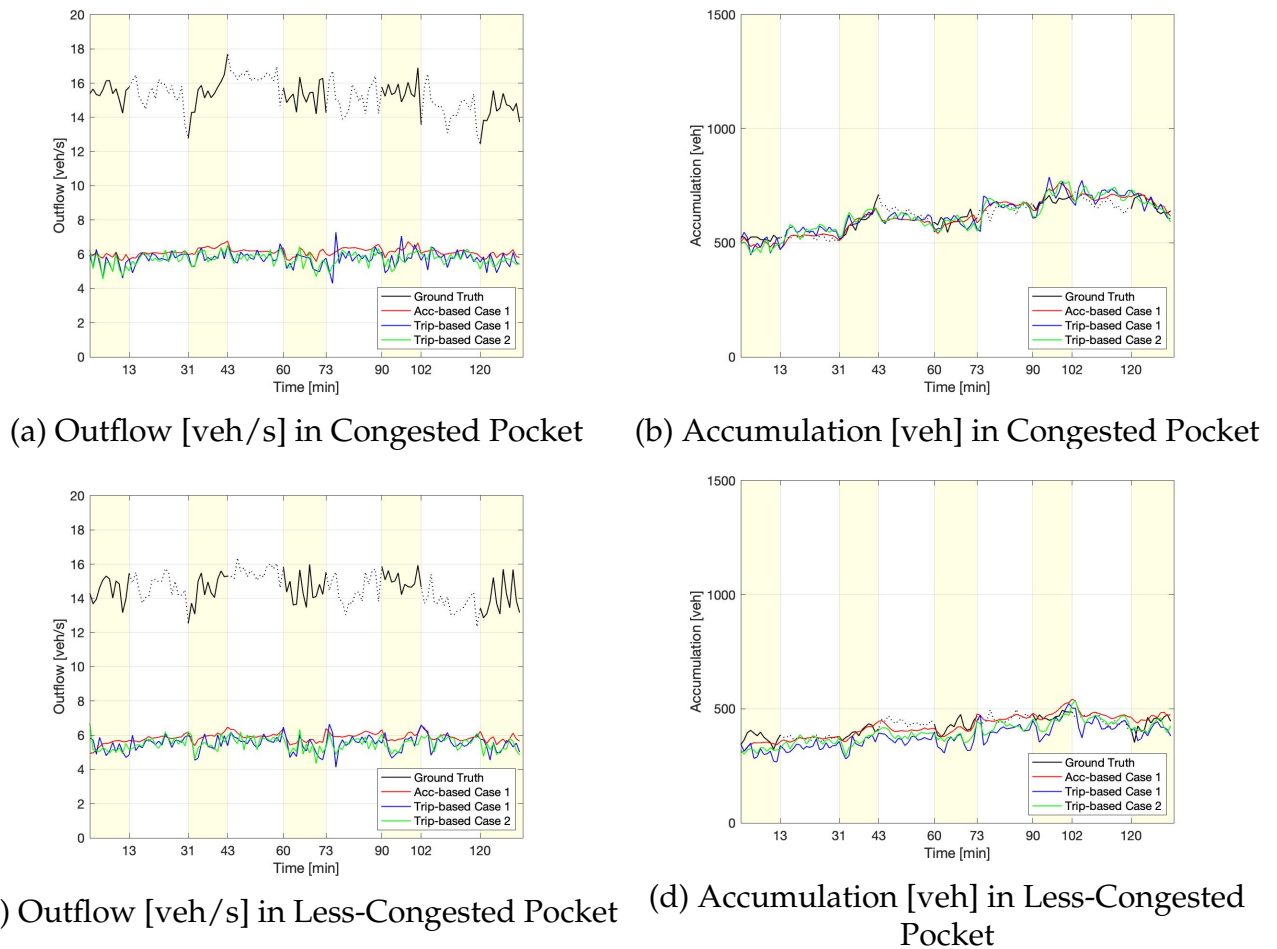 20
18
16
14
12
10
8
6
4
2
0
Outflow [veh/s]
13 31 43 60 73 90 102 120
Time [min]
Ground Truth
Acc-based Case 1
Trip-based Case 1
Trip-based Case 2
(a) Outflow [veh/s] in Congested Pocket
1500
1000
500
0
Accumulation [veh]
13 31 43 60 73 90 102 120
Time [min]
Ground Truth
Acc-based Case 1
Trip-based Case 1
Trip-based Case 2
(b) Accumulation [veh] in Congested Pocket
20
18
16
14
12
10
8
6
4
2
0
Outflow [veh/s]
13 31 43 60 73 90 102 120
Time [min]
Ground Truth
Acc-based Case 1
Trip-based Case 1
Trip-based Case 2
) Outflow [veh/s] in Less-Congested Pocket
1500
1000
500
0
Accumulation [veh]
13 31 43 60 73 90 102 120
Time [min]
Ground Truth
Acc-based Case 1
Trip-based Case 1
Trip-based Case 2
(d) Accumulation [veh] in Less-Congested
Pocket